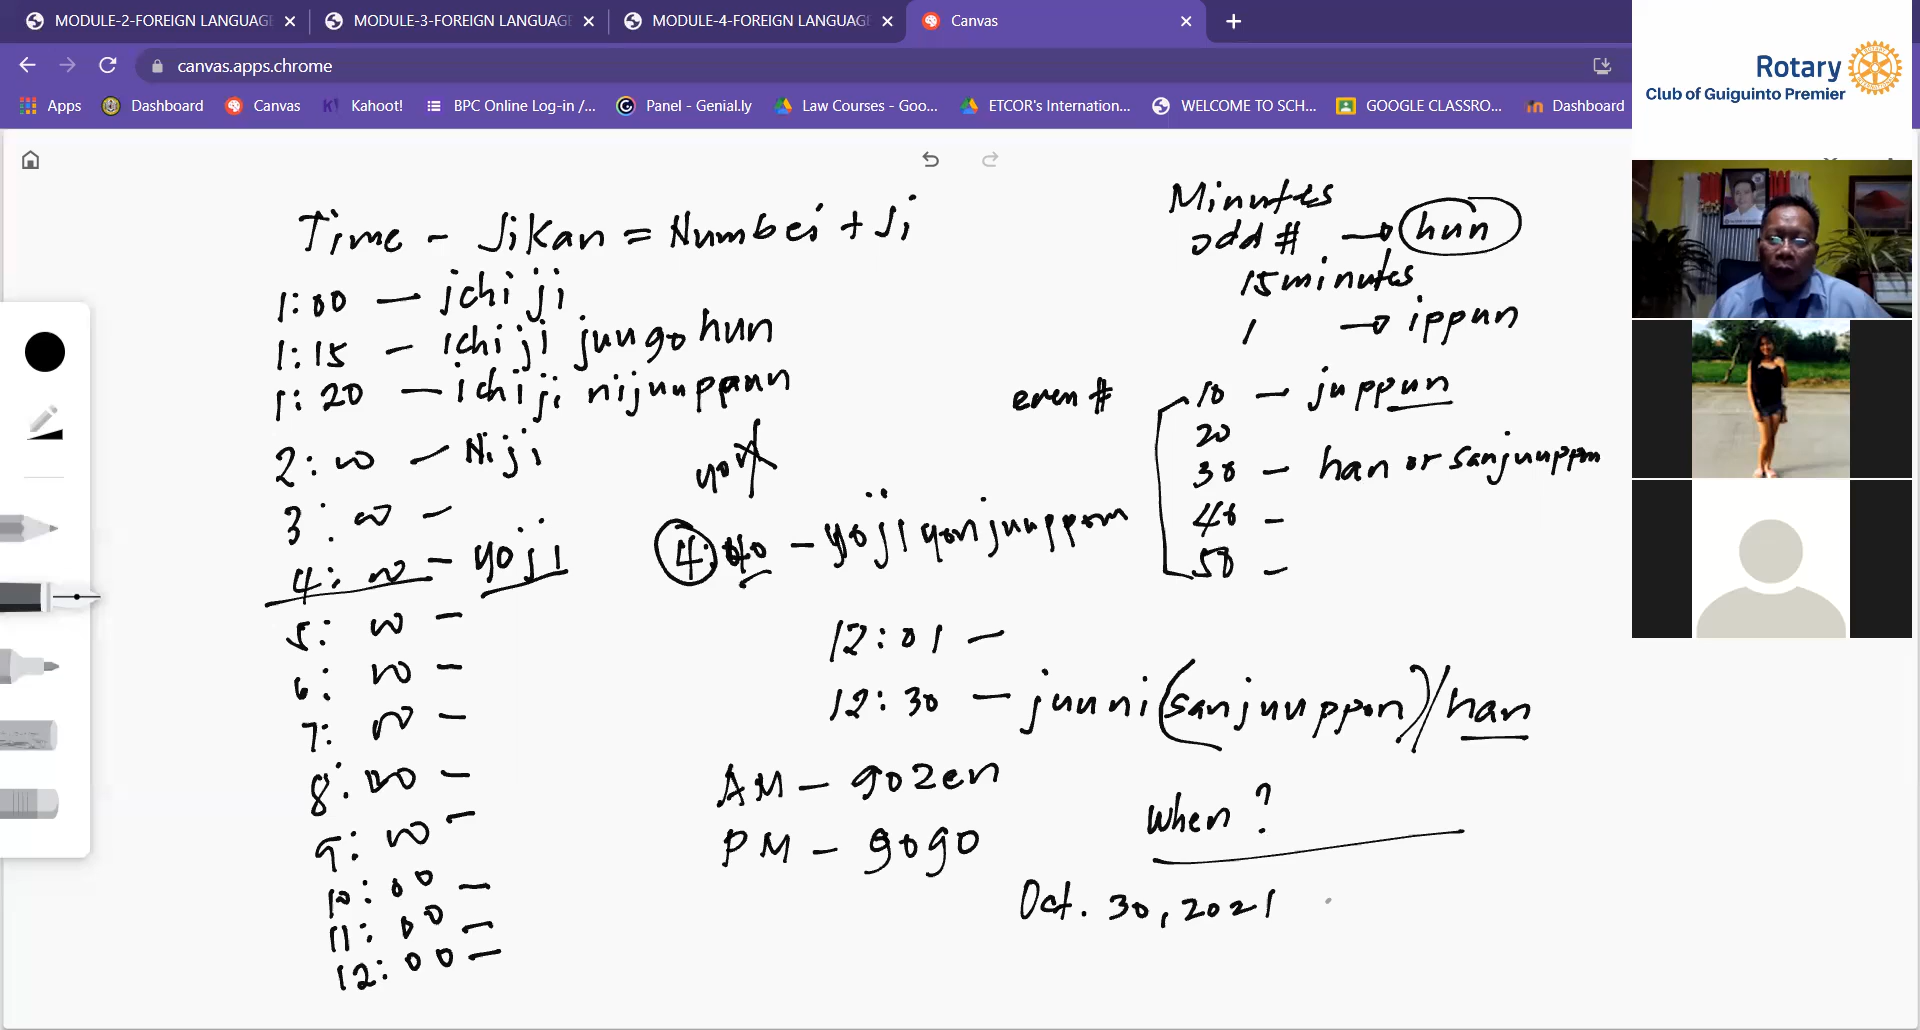 MODULE-2-FOREIGN LANGUAGE
MODULE-3-FOREIGN LANGUAGE
MODULE-4-FOREIGN LANGUAGE
Canvas
canvas.apps.chrome
Apps
Dashboard
Canvas
Kahoot!
BPC Online Log-in /...
Panel - Genial.ly
Law Courses - Goo...
ETCOR's Internation...
WELCOME TO SCH...
GOOGLE CLASSRO...
Dashboard
Rotary
Club of Guiguinto Premier
Time - Jikan = Number + Ji
1:00 - ichi ji
1:15 - ichi ji juugo hun
1:20 - ichi ji nijuuppun
2:00 - Niji
3:00 -
4:00 - yoji
5:00 -
6:00 -
7:00 -
8:00 -
9:00 -
10:00 -
11:00 -
12:00 -
4:40 - yoji yonjuuppun
12:01 -
12:30 - juuni (sanjuuppon) / han
AM - gozen
PM - gogo
Minutes
odd # → hun
15 minutes
1 → ippun
even #
10 - juppun
20
30 - han or sanjuuppun
40 -
50 -
When?
Oct. 30, 2021